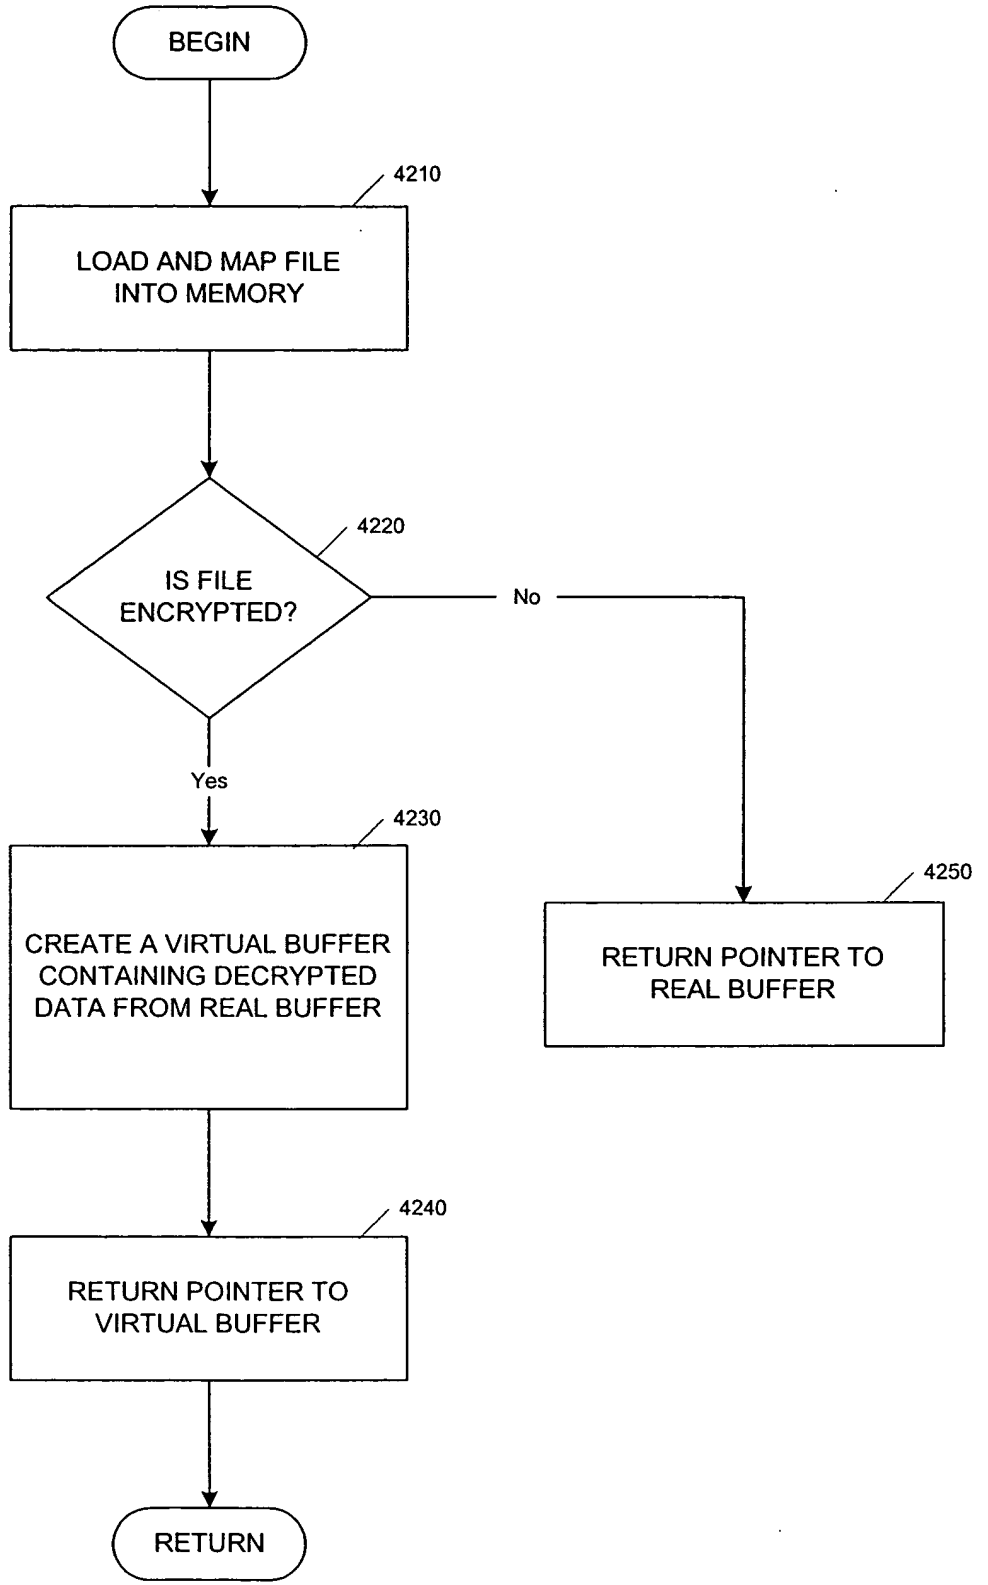 BEGIN
4210
LOAD AND MAP FILE
INTO MEMORY
4220
IS FILE
ENCRYPTED?
No
Yes
4230
CREATE A VIRTUAL BUFFER
CONTAINING DECRYPTED
DATA FROM REAL BUFFER
4250
RETURN POINTER TO
REAL BUFFER
4240
RETURN POINTER TO
VIRTUAL BUFFER
RETURN